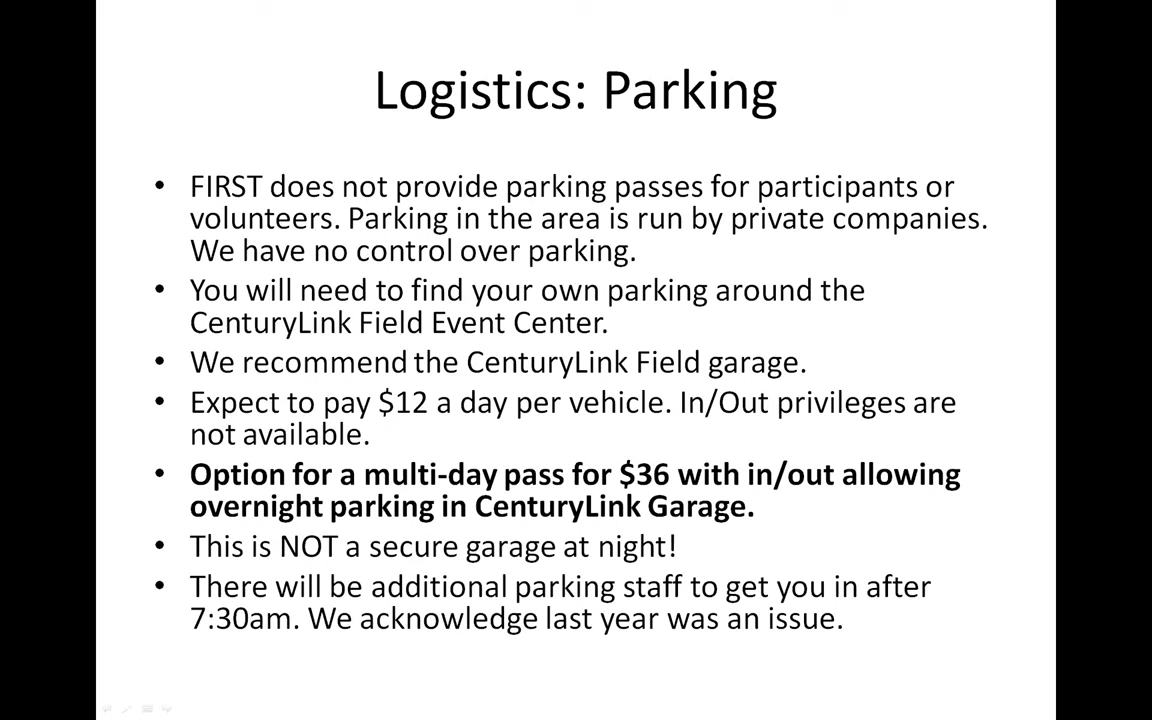 Logistics: Parking
• FIRST does not provide parking passes for participants or
volunteers. Parking in the area is run by private companies.
We have no control over parking.
• You will need to find your own parking around the
CenturyLink Field Event Center.
• We recommend the CenturyLink Field garage.
• Expect to pay $12 a day per vehicle. In/Out privileges are
not available.
• Option for a multi-day pass for $36 with in/out allowing
overnight parking in CenturyLink Garage.
• This is NOT a secure garage at night!
• There will be additional parking staff to get you in after
7:30am. We acknowledge last year was an issue.